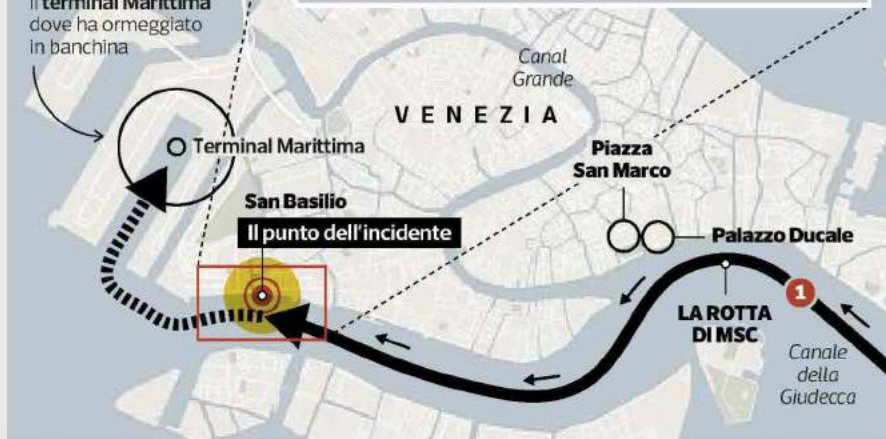 il terminal Marittima
dove ha ormeggiato
in banchina
Canal
Grande
VENEZIA
Terminal Marittima
Piazza
San Marco
San Basilio
Il punto dell'incidente
Palazzo Ducale
1
LA ROTTA
DI MSC
Canale
della
Giudecca